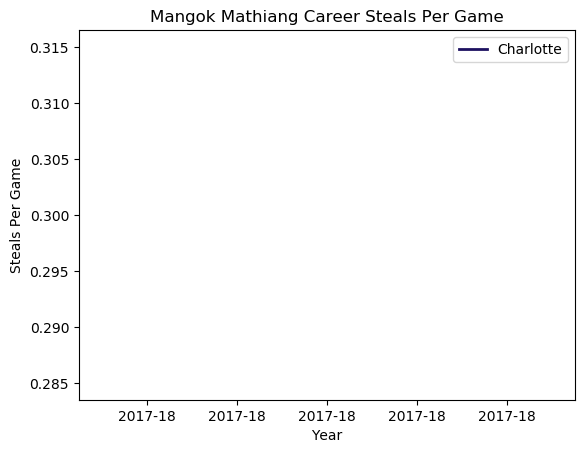 Mangok Mathiang Career Steals Per Game
Charlotte
Steals Per Game
0.315
0.310
0.305
0.300
0.295
0.290
0.285
2017-18 2017-18 2017-18 2017-18 2017-18
Year